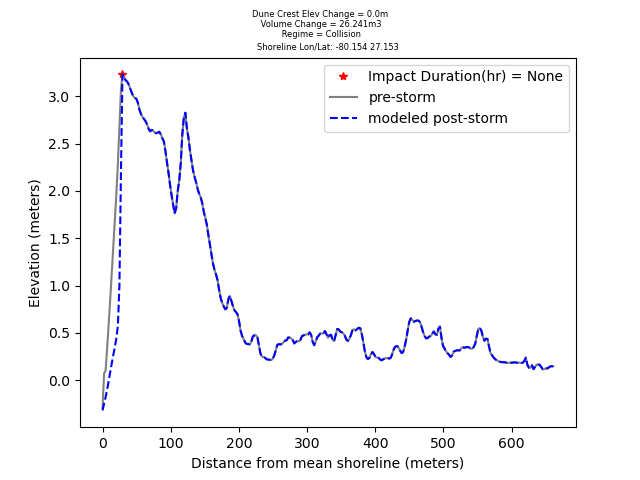 Dune Crest Elev Change = 0.0m
Volume Change = 26.241m3
Regime = Collision
Shoreline Lon/Lat: -80.154 27.153
Impact Duration(hr) = None
pre-storm
modeled post-storm
Elevation (meters)
3.0
2.5
2.0
1.5
1.0
0.5
0.0
0 100 200 300 400 500 600
Distance from mean shoreline (meters)